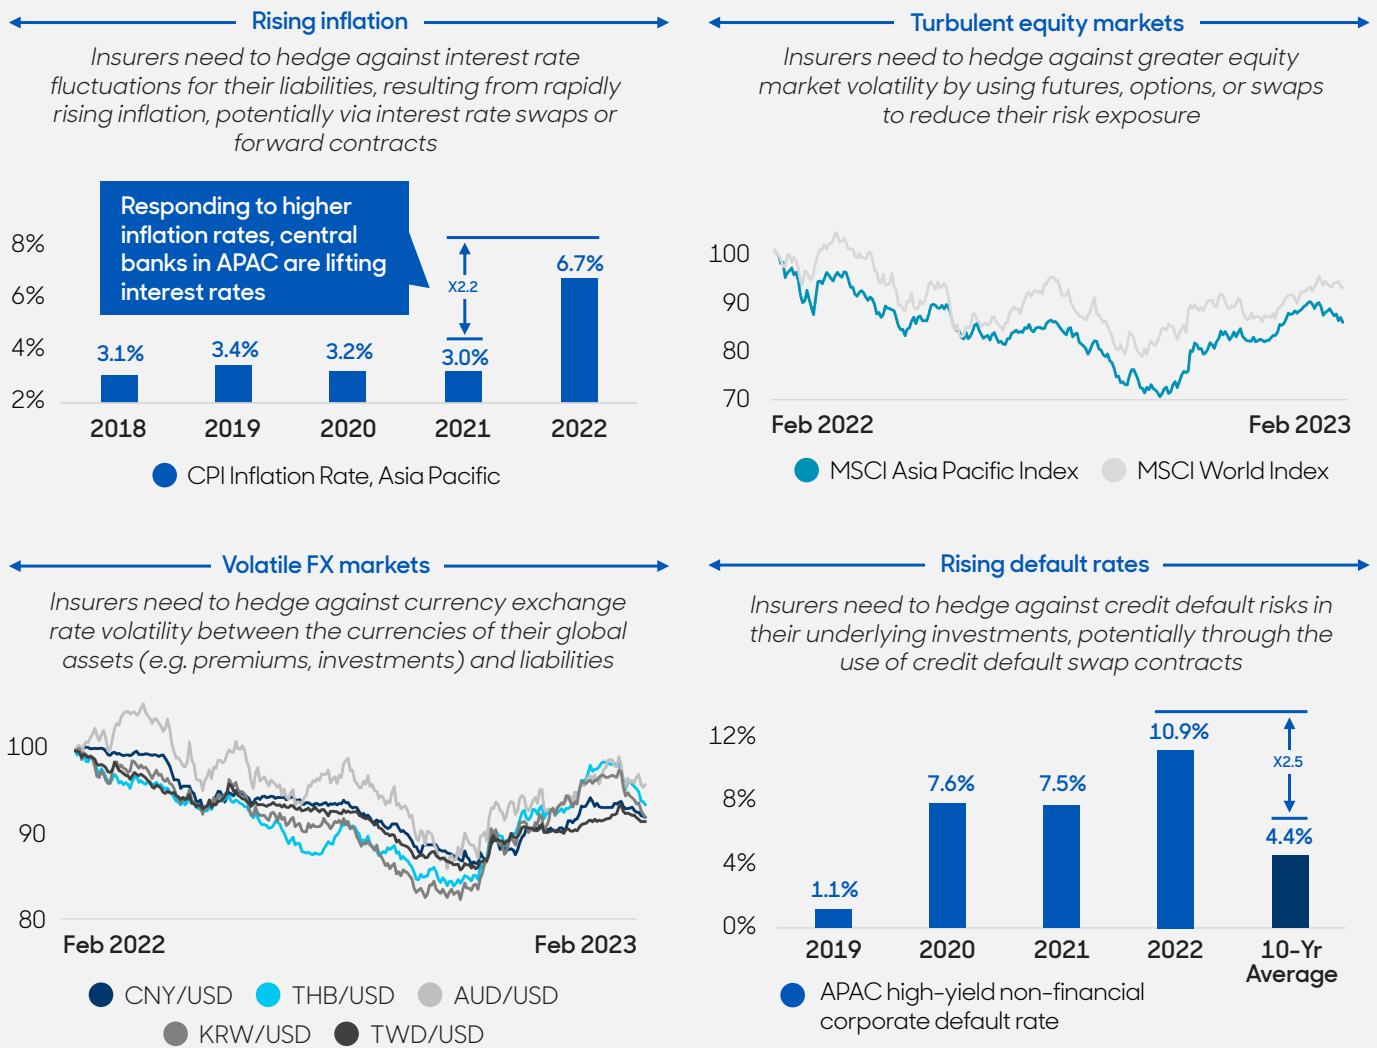 Rising inflation
Insurers need to hedge against interest rate
fluctuations for their liabilities, resulting from rapidly
rising inflation, potentially via interest rate swaps or
forward contracts
Responding to higher
inflation rates, central
banks in APAC are lifting
interest rates
8%
6%
4%
2%
X2.2
3.1%
3.4%
3.2%
3.0%
6.7%
2018
2019
2020
2021
2022
CPI Inflation Rate, Asia Pacific
Turbulent equity markets
Insurers need to hedge against greater equity
market volatility by using futures, options, or swaps
to reduce their risk exposure
100
90
80
70
Feb 2022
Feb 2023
MSCI Asia Pacific Index
MSCI World Index
Volatile FX markets
Insurers need to hedge against currency exchange
rate volatility between the currencies of their global
assets (e.g. premiums, investments) and liabilities
100
90
80
Feb 2022
Feb 2023
CNY/USD
THB/USD
AUD/USD
KRW/USD
TWD/USD
Rising default rates
Insurers need to hedge against credit default risks in
their underlying investments, potentially through the
use of credit default swap contracts
12%
8%
4%
0%
1.1%
7.6%
7.5%
10.9%
X2.5
4.4%
2019
2020
2021
2022
10-Yr
Average
APAC high-yield non-financial
corporate default rate